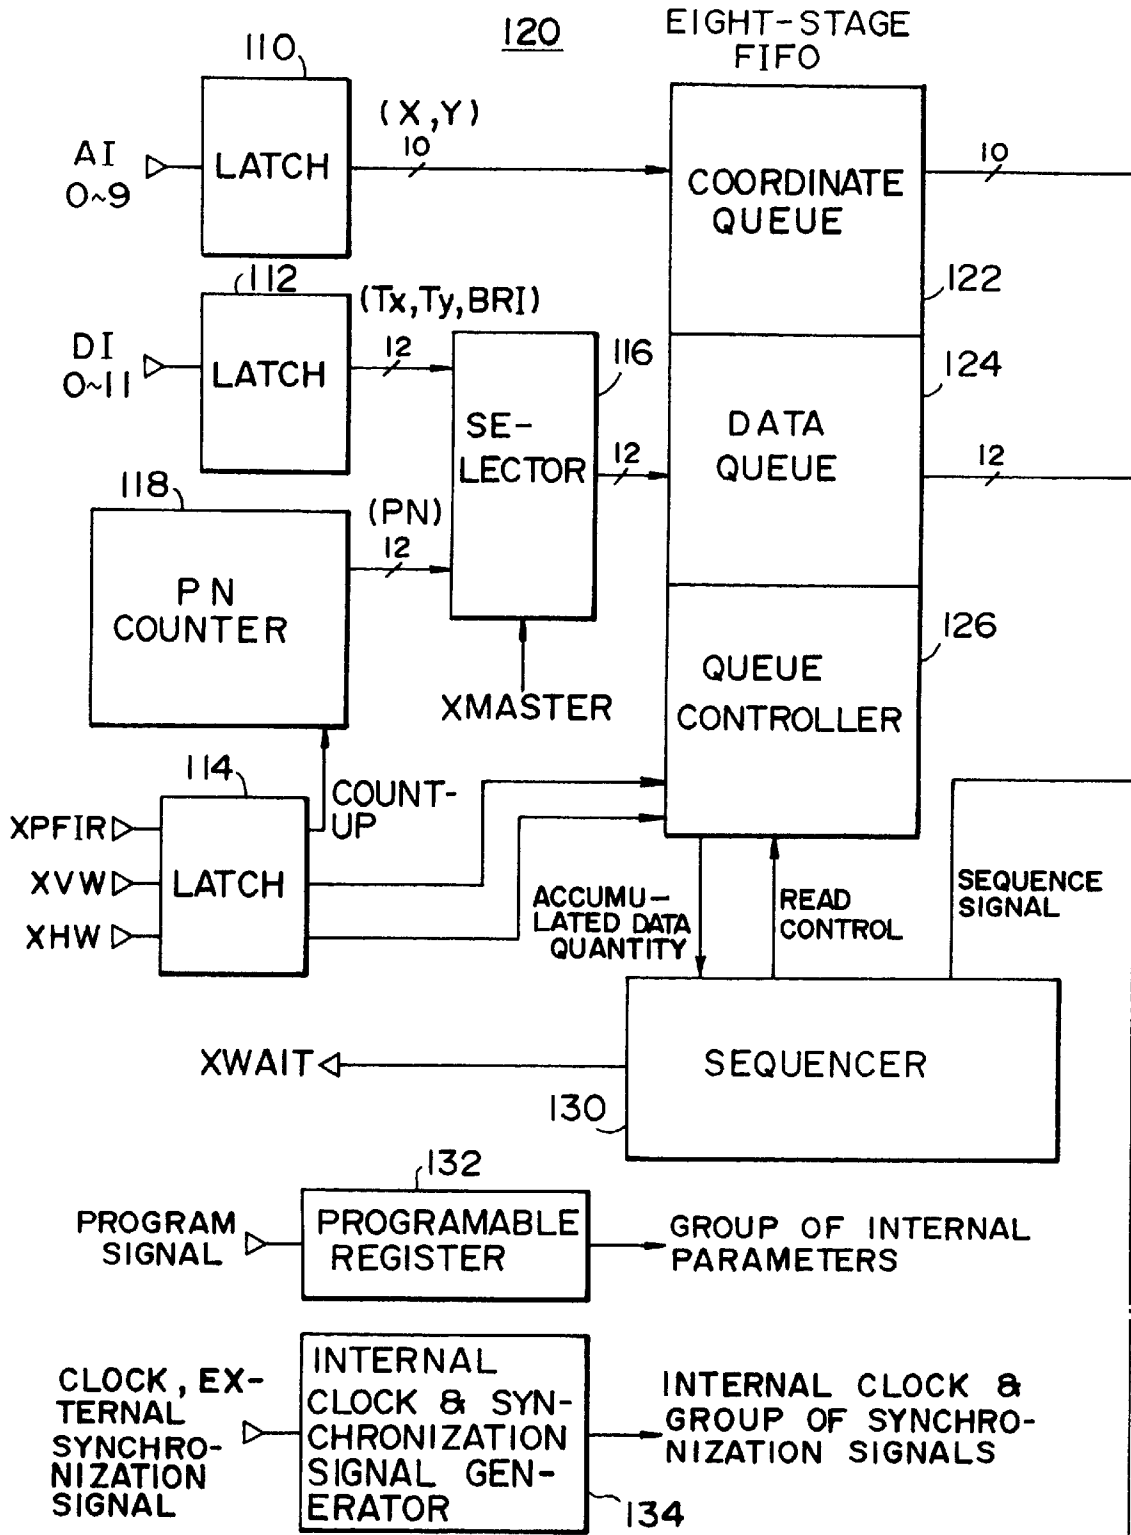 120
EIGHT-STAGE
FIFO
110
AI
0~9
LATCH
(X,Y)
10
COORDINATE
QUEUE
10
122
112
DI
0~11
LATCH
(Tx,Ty,BRI)
12
116
SE-
LECTOR
12
124
DATA
QUEUE
12
118
PN
COUNTER
(PN)
12
XMASTER
126
QUEUE
CONTROLLER
114
COUNT-
UP
XPFIR
XVW
XHW
LATCH
ACCUMU-
LATED DATA
QUANTITY
READ
CONTROL
SEQUENCE
SIGNAL
XWAIT
SEQUENCER
130
132
PROGRAM
SIGNAL
PROGRAMABLE
REGISTER
GROUP OF INTERNAL
PARAMETERS
CLOCK, EX-
TERNAL
SYNCHRO-
NIZATION
SIGNAL
INTERNAL
CLOCK & SYN-
CHRONIZATION
SIGNAL GEN-
ERATOR
INTERNAL CLOCK &
GROUP OF SYNCHRO-
NIZATION SIGNALS
134